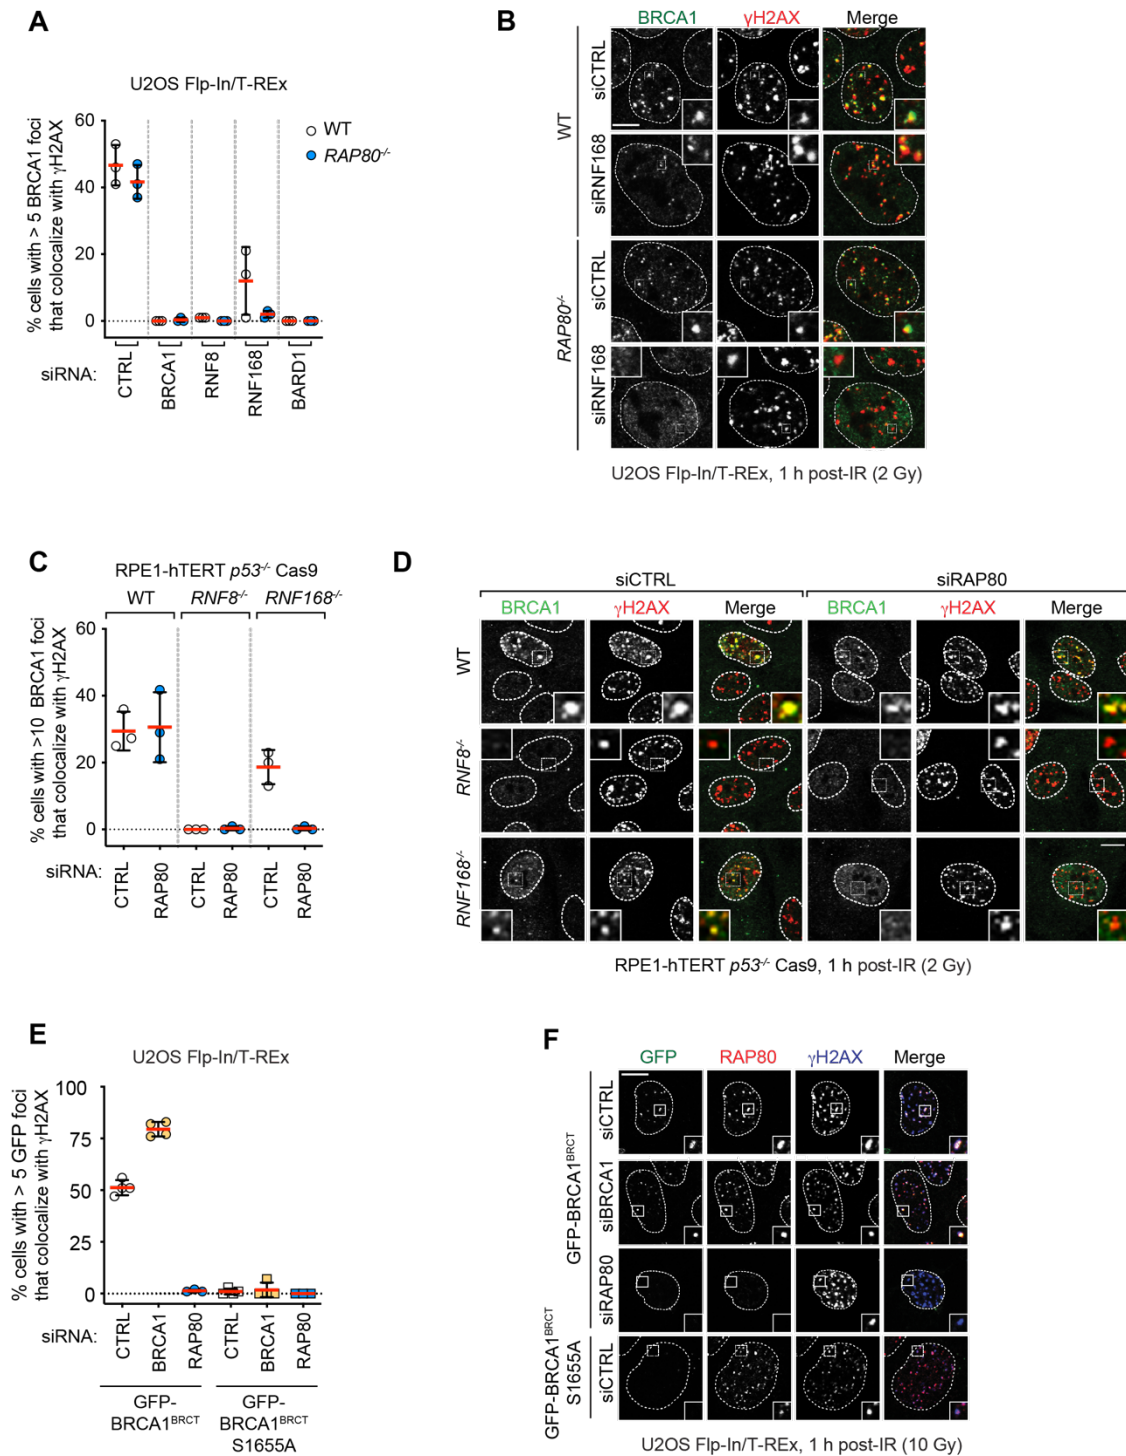 A
U2OS Flp-In/T-REx
% cells with > 5 BRCA1 foci
that colocalize with γH2AX
60
40
20
0
WT
RAP80-/-
siRNA:
CTRL
BRCA1
RNF8
RNF168
BARD1
B
BRCA1
γH2AX
Merge
WT
siCTRL
siRNF168
RAP80-/-
siCTRL
siRNF168
U2OS Flp-In/T-REx, 1 h post-IR (2 Gy)
C
RPE1-hTERT p53-/- Cas9
WT
RNF8-/-
RNF168-/-
% cells with >10 BRCA1 foci
that colocalize with γH2AX
60
40
20
0
siRNA:
CTRL
RAP80
CTRL
RAP80
CTRL
RAP80
D
siCTRL
siRAP80
BRCA1
γH2AX
Merge
BRCA1
γH2AX
Merge
WT
RNF8-/-
RNF168-/-
RPE1-hTERT p53-/- Cas9, 1 h post-IR (2 Gy)
E
U2OS Flp-In/T-REx
% cells with > 5 GFP foci
that colocalize with γH2AX
100
75
50
25
0
siRNA:
CTRL
BRCA1
RAP80
CTRL
BRCA1
RAP80
GFP-
BRCA1BRCT
GFP-
BRCA1BRCT
S1655A
F
GFP
RAP80
γH2AX
Merge
GFP-BRCA1BRCT
siCTRL
siBRCA1
siRAP80
GFP-BRCA1BRCT
S1655A
siCTRL
U2OS Flp-In/T-REx, 1 h post-IR (10 Gy)